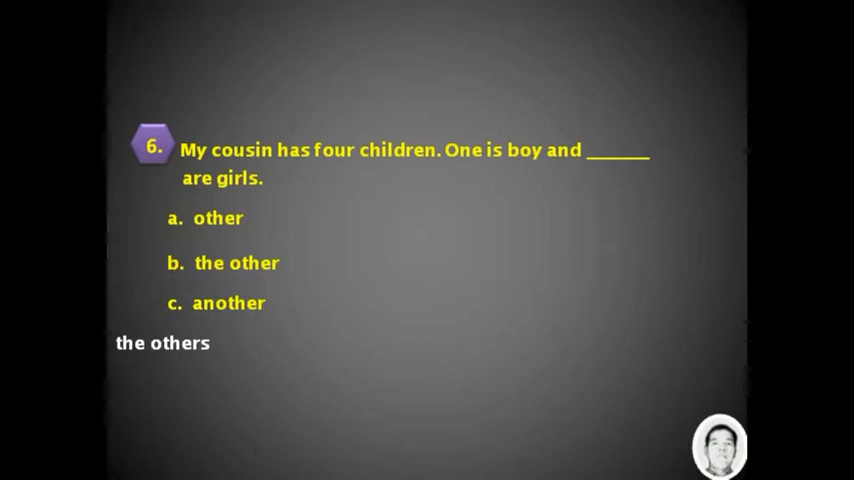 6. My cousin has four children. One is boy and ______
are girls.
a. other
b. the other
c. another
the others